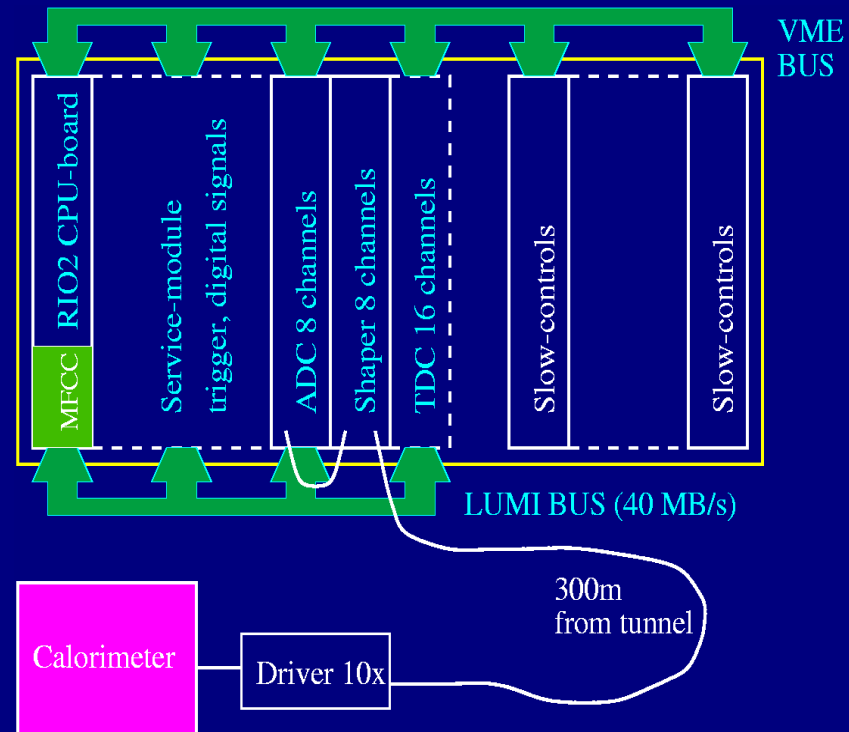 VME
BUS
RIO2 CPU-board
MFCC
Service-module
trigger, digital signals
ADC 8 channels
Shaper 8 channels
TDC 16 channels
Slow-controls
Slow-controls
LUMI BUS (40 MB/s)
300m
from tunnel
Calorimeter
Driver 10x